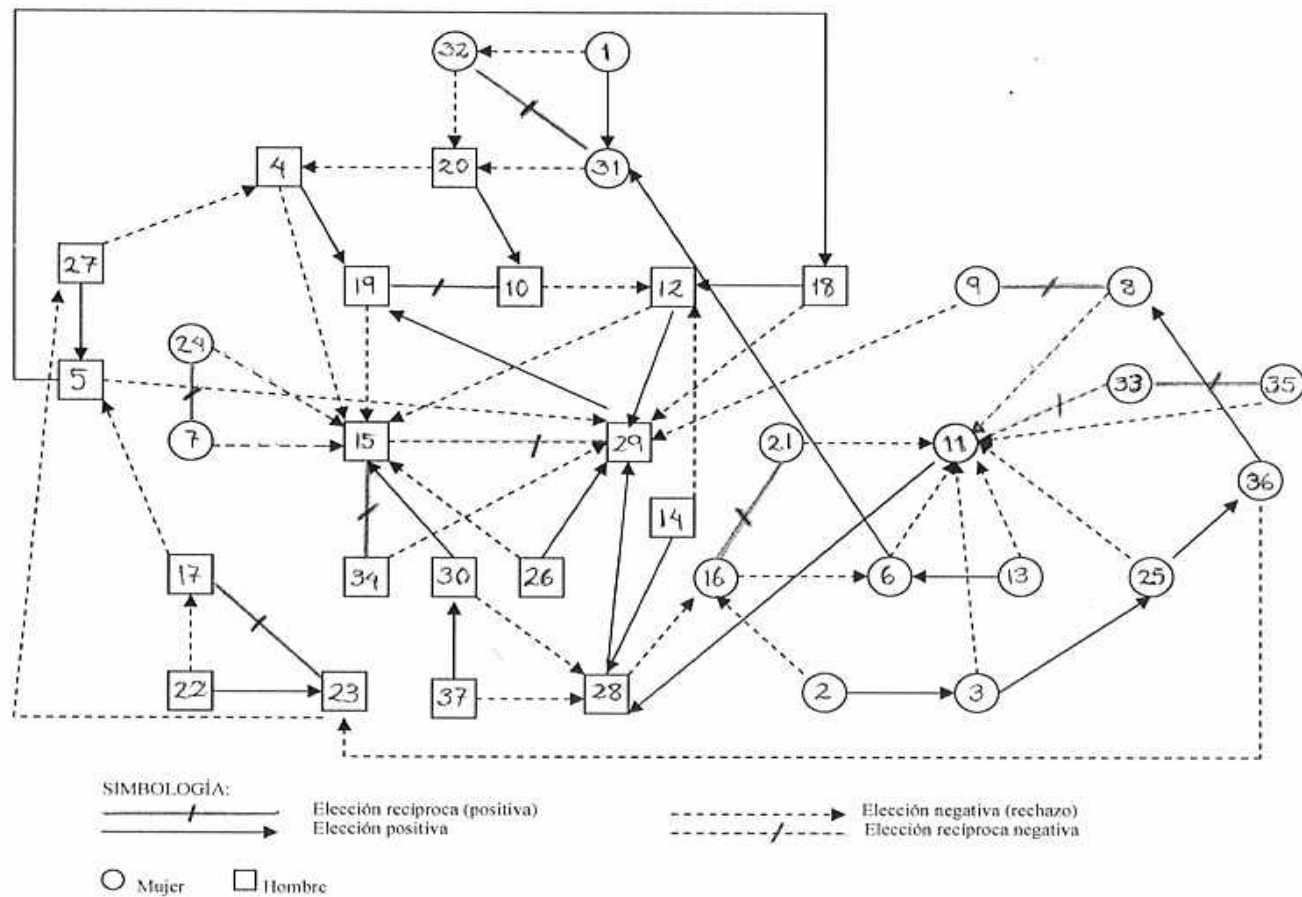 32 1
4 20 31
27 19 10 12 18 9 8
24
5 33 35
7 15 29 21 11
36
14
17 34 30 26 16 6 13 25
22 23 37 28 2 3
SIMBOLOGÍA:
Elección recíproca (positiva) Elección negativa (rechazo)
Elección positiva Elección recíproca negativa
Mujer Hombre